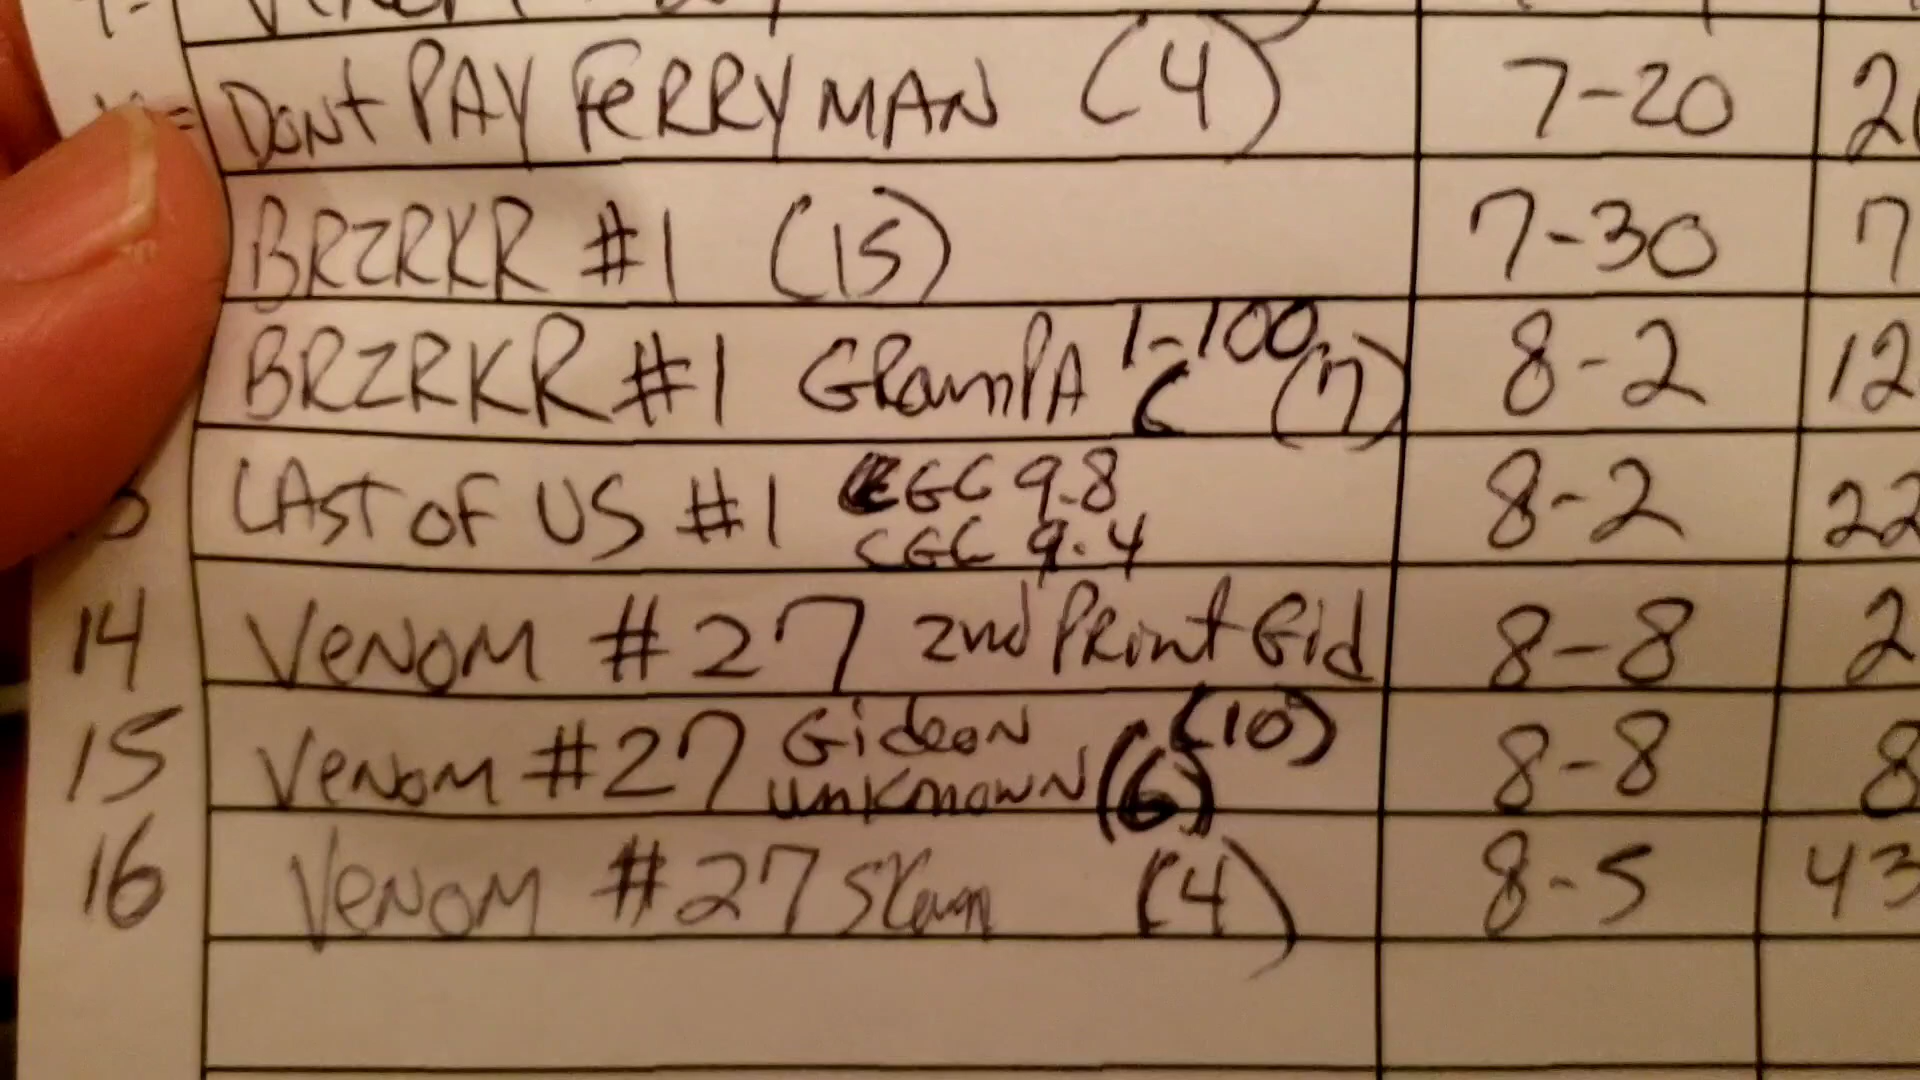 DONT PAY FERRYMAN (4) 7-20
BRZRKR #1 (15) 7-30 7
BRZRKR #1 GRAMPA 1-100 (7) 8-2 12
LAST OF US #1 CGC 9.8 8-2 22
CGC 9.4
14 VENOM #27 2nd PRINT Gid 8-8 2
15 VENOM #27 Gideon (10) 8-8 8
unknown (6)
16 VENOM #27 (4) 8-5 43